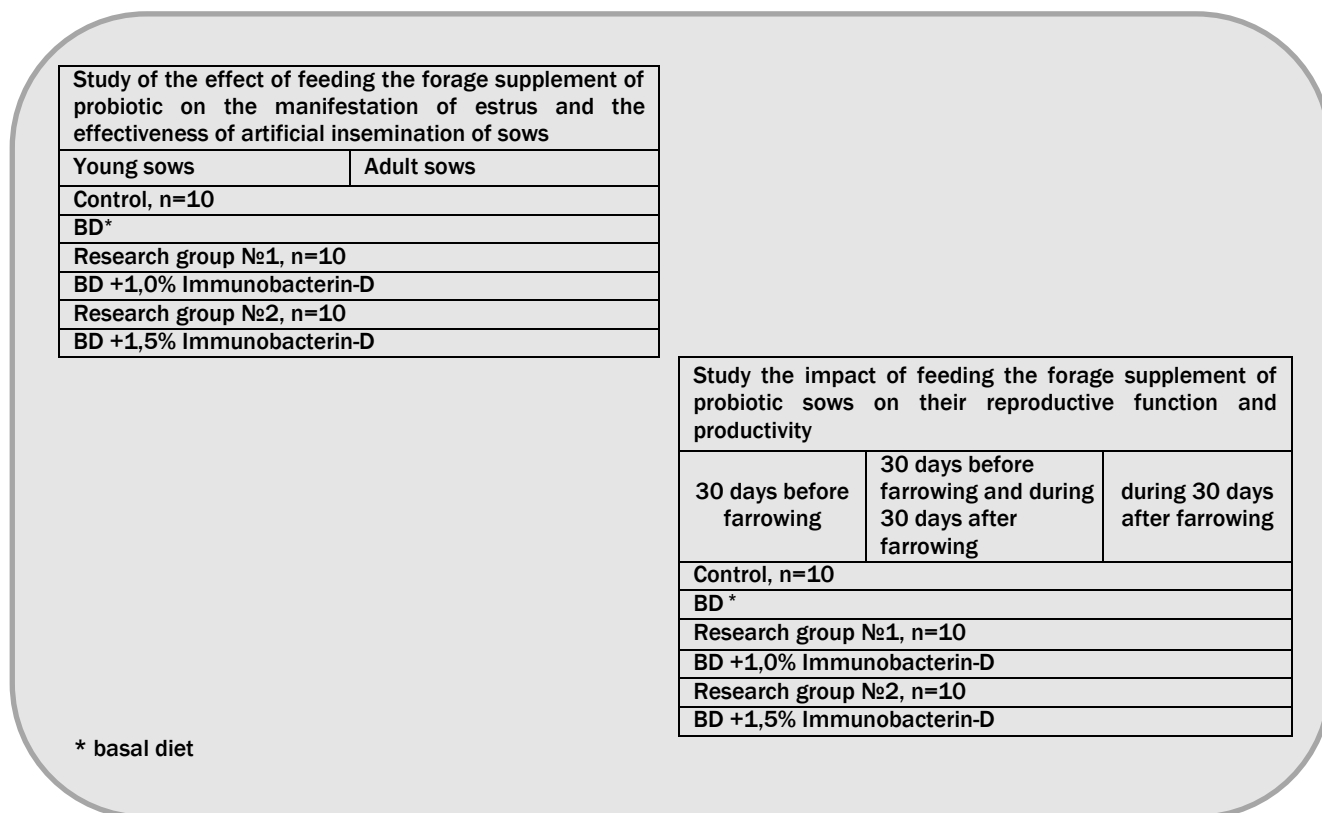 Study of the effect of feeding the forage supplement of
probiotic on the manifestation of estrus and the
effectiveness of artificial insemination of sows
Young sows
Adult sows
Control, n=10
BD*
Research group №1, n=10
BD +1,0% Immunobacterin-D
Research group №2, n=10
BD +1,5% Immunobacterin-D
Study the impact of feeding the forage supplement of
probiotic sows on their reproductive function and
productivity
30 days before
farrowing
30 days before
farrowing and during
30 days after
farrowing
during 30 days
after farrowing
Control, n=10
BD *
Research group №1, n=10
BD +1,0% Immunobacterin-D
Research group №2, n=10
BD +1,5% Immunobacterin-D
* basal diet